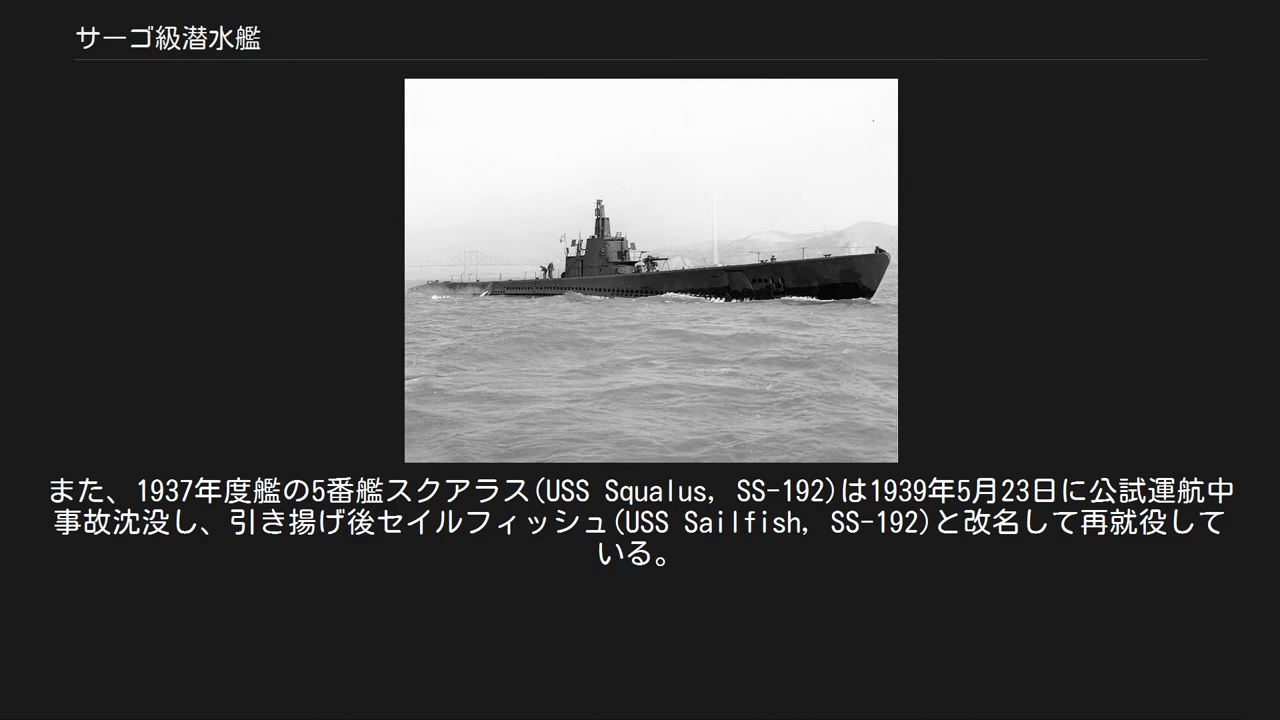 サーゴ級潜水艦
また、1937年度艦の5番艦スクアラス(USS Squalus, SS-192)は1939年5月23日に公試運航中
事故沈没し、引き揚げ後セイルフィッシュ(USS Sailfish, SS-192)と改名して再就役して
いる。